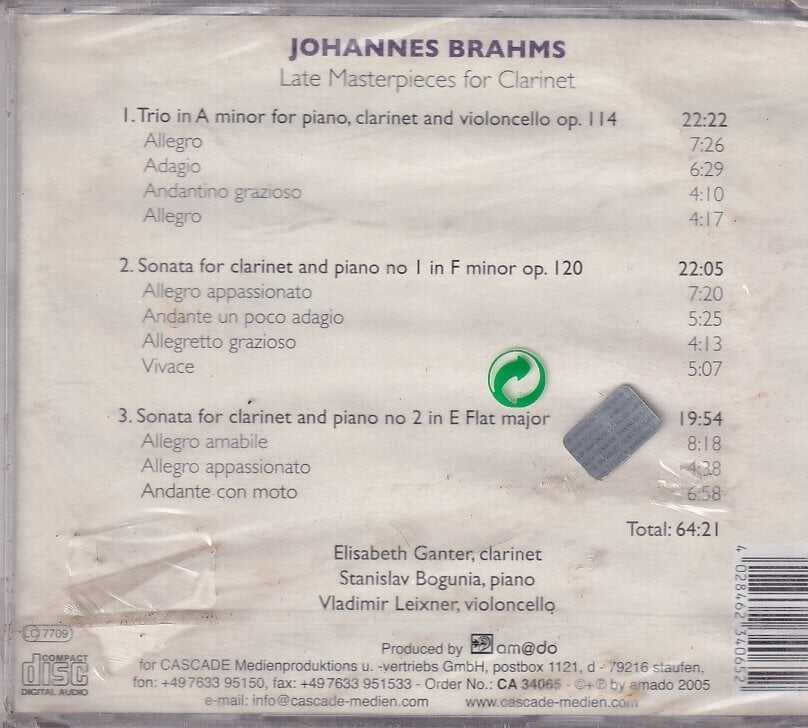 JOHANNES BRAHMS
Late Masterpieces for Clarinet
1. Trio in A minor for piano, clarinet and violoncello op. 114 22:22
Allegro 7:26
Adagio 6:29
Andantino grazioso 4:10
Allegro 4:17
2. Sonata for clarinet and piano no 1 in F minor op. 120 22:05
Allegro appassionato 7:20
Andante un poco adagio 5:25
Allegretto grazioso 4:13
Vivace 5:07
3. Sonata for clarinet and piano no 2 in E Flat major 19:54
Allegro amabile 8:18
Allegro appassionato 4:38
Andante con moto 6:58
Total: 64:21
Elisabeth Ganter, clarinet
Stanislav Bogunia, piano
Vladimir Leixner, violoncello
LC 7709
COMPACT
disc
DIGITAL AUDIO
Produced by am@do
for CASCADE Medienproduktions u. -vertriebs GmbH, postbox 1121, d - 79216 staufen,
fon: +497633 95150, fax: +497633 951533 - Order No.: CA 34065 - ©+℗ by amado 2005
e-mail: info@cascade-medien.com www.cascade-medien.com
4 028462 340652